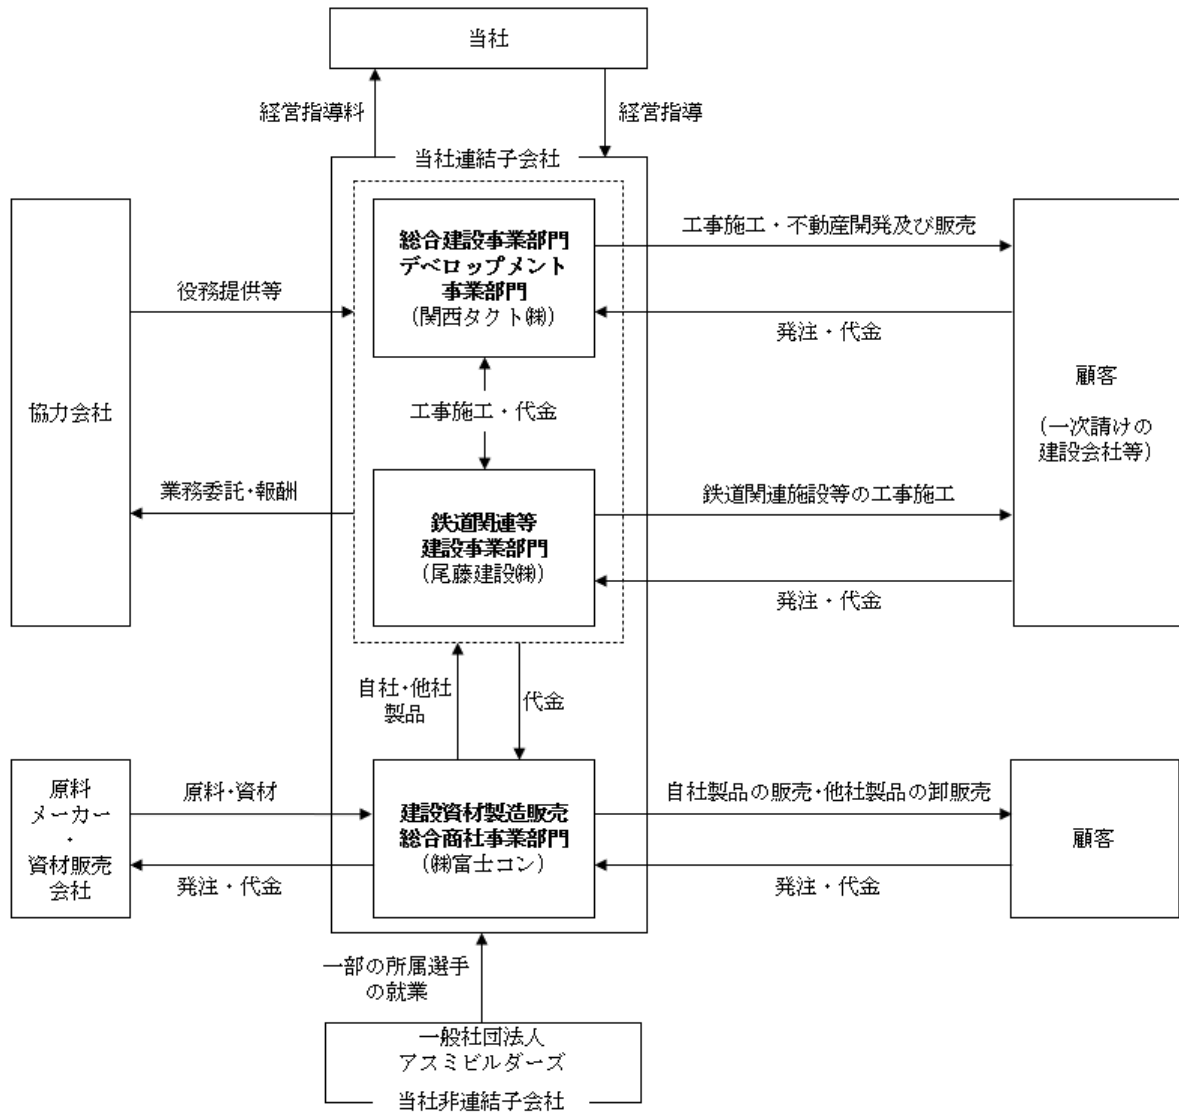 当社
経営指導料
経営指導
当社連結子会社
総合建設事業部門
デベロップメント
事業部門
(関西タクト㈱)
工事施工・不動産開発及び販売
役務提供等
発注・代金
協力会社
工事施工・代金
顧客
(一次請けの
建設会社等)
業務委託・報酬
鉄道関連等
建設事業部門
(尾藤建設㈱)
鉄道関連施設等の工事施工
発注・代金
自社・他社
製品
代金
原料
メーカー
・
資材販売
会社
原料・資材
建設資材製造販売
総合商社事業部門
(㈱富士コン)
自社製品の販売・他社製品の卸販売
顧客
発注・代金
発注・代金
一部の所属選手
の就業
一般社団法人
アスミビルダーズ
当社非連結子会社